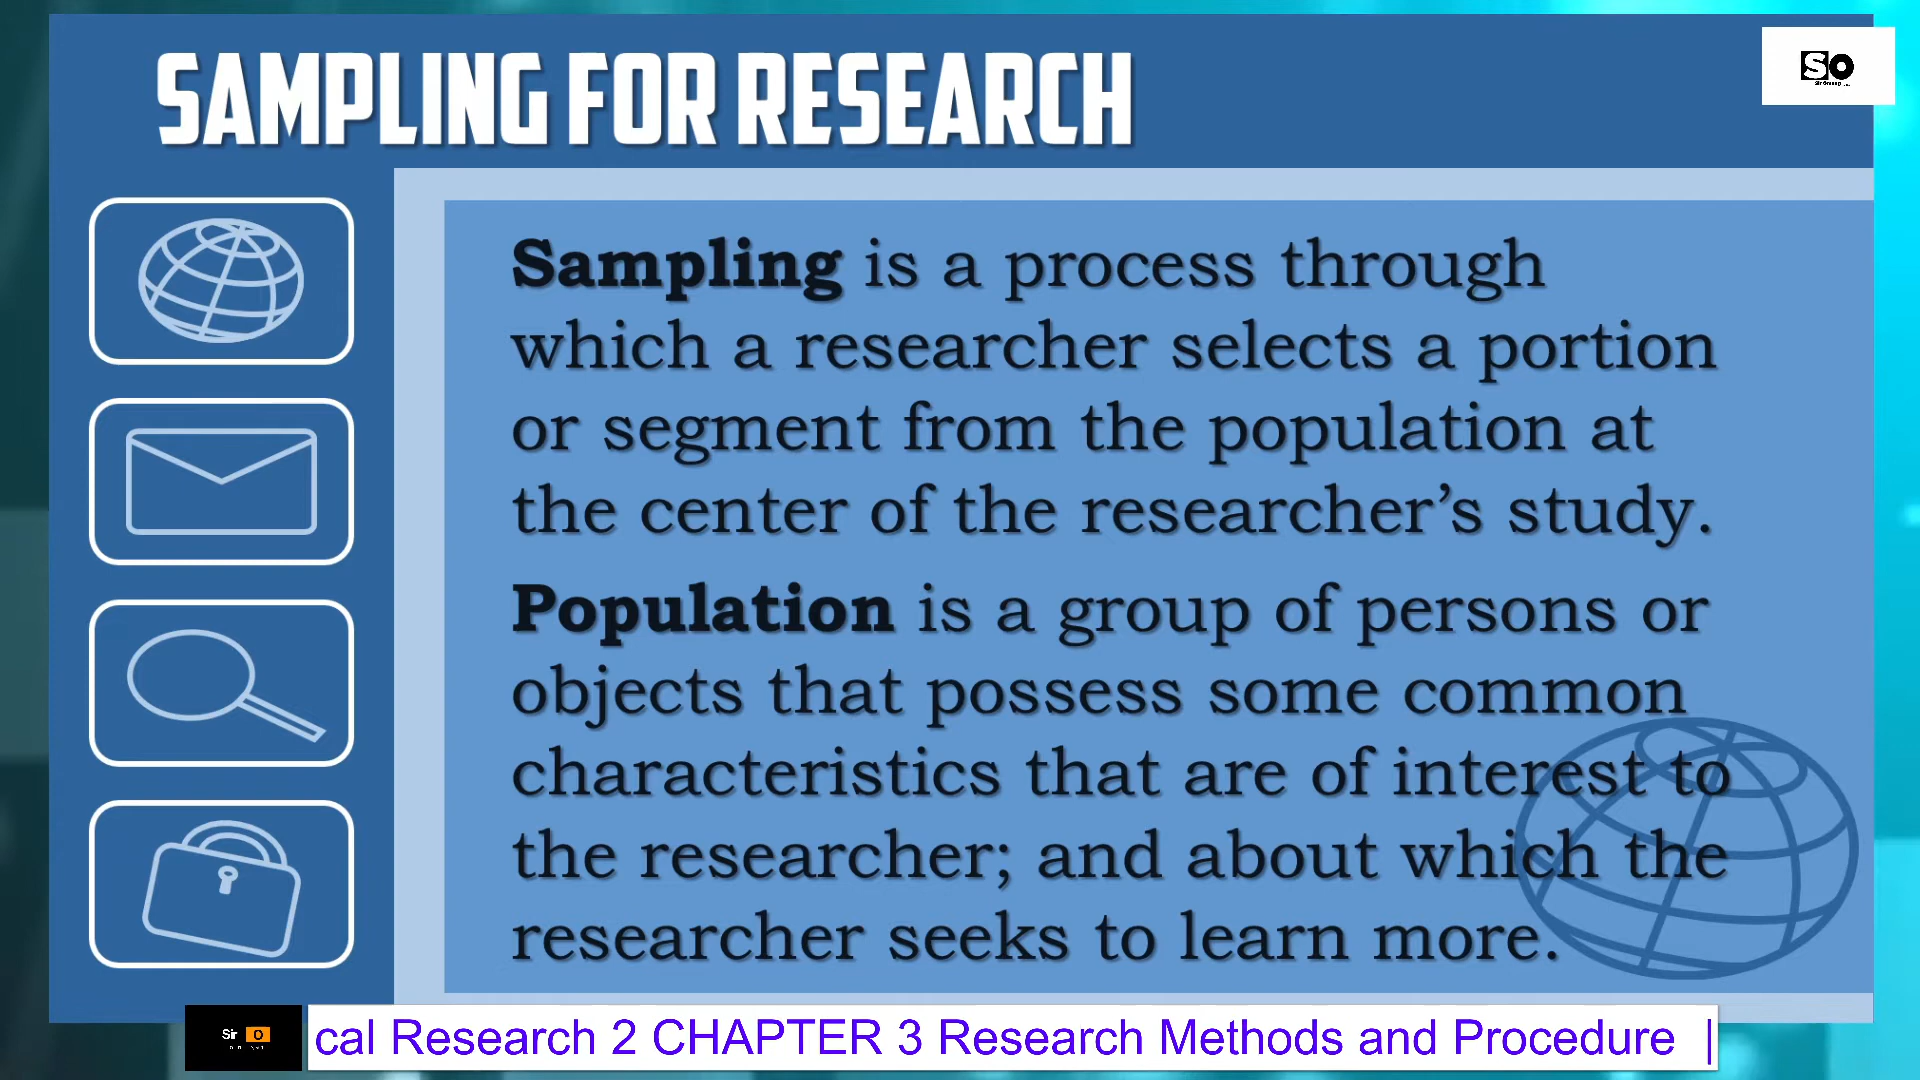 SAMPLING FOR RESEARCH
SO
Sampling is a process through
which a researcher selects a portion
or segment from the population at
the center of the researcher’s study.
Population is a group of persons or
objects that possess some common
characteristics that are of interest to
the researcher; and about which the
researcher seeks to learn more.
Sir O
cal Research 2 CHAPTER 3 Research Methods and Procedure |